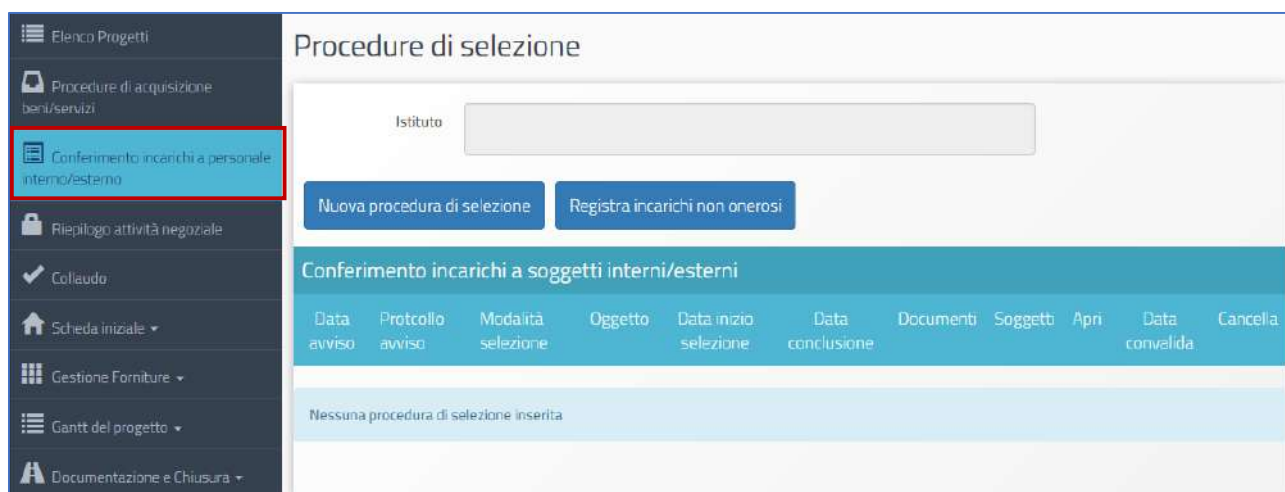 Elenco Progetti
Procedure di acquisizione
beni/servizi
Conferimento incarichi a personale
interno/esterno
Riepilogo attività negoziale
Collaudo
Scheda iniziale
Gestione Forniture
Gantt del progetto
Documentazione e Chiusura
Procedure di selezione
Istituto
Nuova procedura di selezione Registra incarichi non onerosi
Conferimento incarichi a soggetti interni/esterni
Data Protcollo Modalità Oggetto Data inizio Data Documenti Soggetti Apri Data Cancella
avviso avviso selezione selezione conclusione convalida
Nessuna procedura di selezione inserita